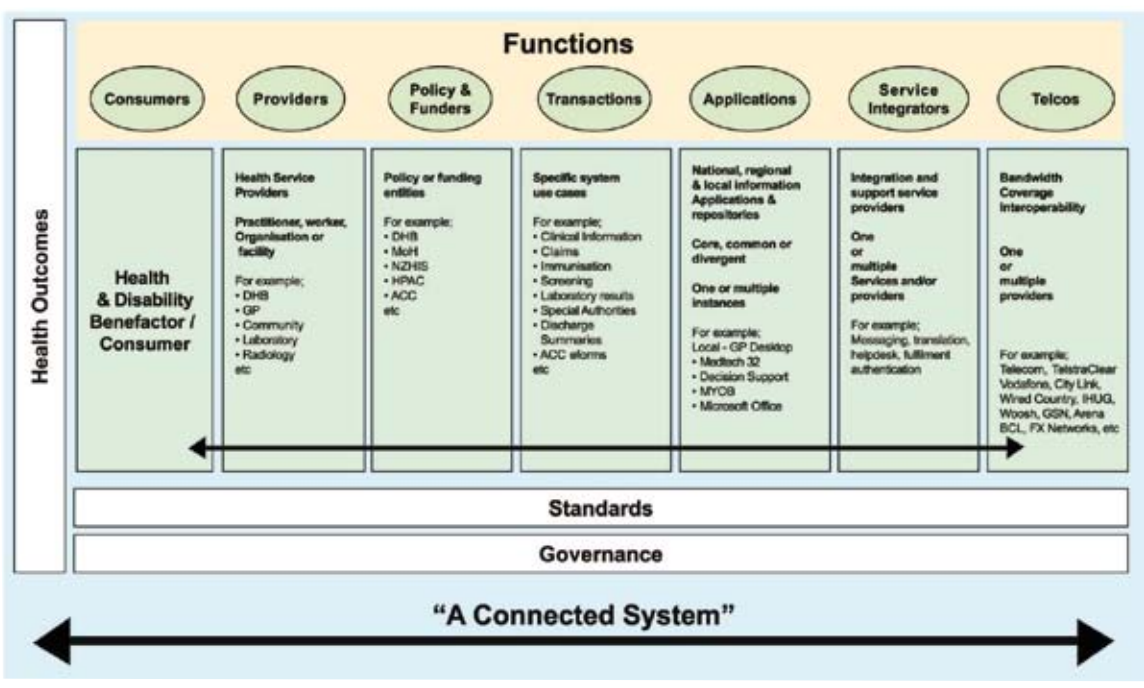 Functions
Consumers
Providers
Policy &
Funders
Transactions
Applications
Service
Integrators
Telcos
Health Outcomes
Health
& Disability
Benefactor /
Consumer
Health Service
Providers
Practitioner, worker,
Organisation or
facility
For example;
• DHB
• GP
• Community
• Laboratory
• Radiology
etc
Policy or funding
entities
For example;
• DHB
• MoH
• NZHIS
• HPAC
• ACC
etc
Specific system
use cases
For example;
• Clinical Information
• Claims
• Immunisation
• Screening
• Laboratory results
• Special Authorities
• Discharge
Summaries
• ACC eforms
etc
National, regional
& local information
Applications &
repositories
Core, common or
divergent
One or multiple
instances
For example;
Local - GP Desktop
• Medtech 32
• Decision Support
• MYOB
• Microsoft Office
Integration and
support service
providers
One
or
multiple
Services and/or
providers
For example;
Messaging, translation,
helpdesk, fulfilment
authentication
Bandwidth
Coverage
Interoperability
One
or
multiple
providers
For example;
Telecom, TelstraClear
Vodafone, City Link,
Wired Country, IHUG,
Woosh, GSN, Arena
BCL, FX Networks, etc
Standards
Governance
“A Connected System”